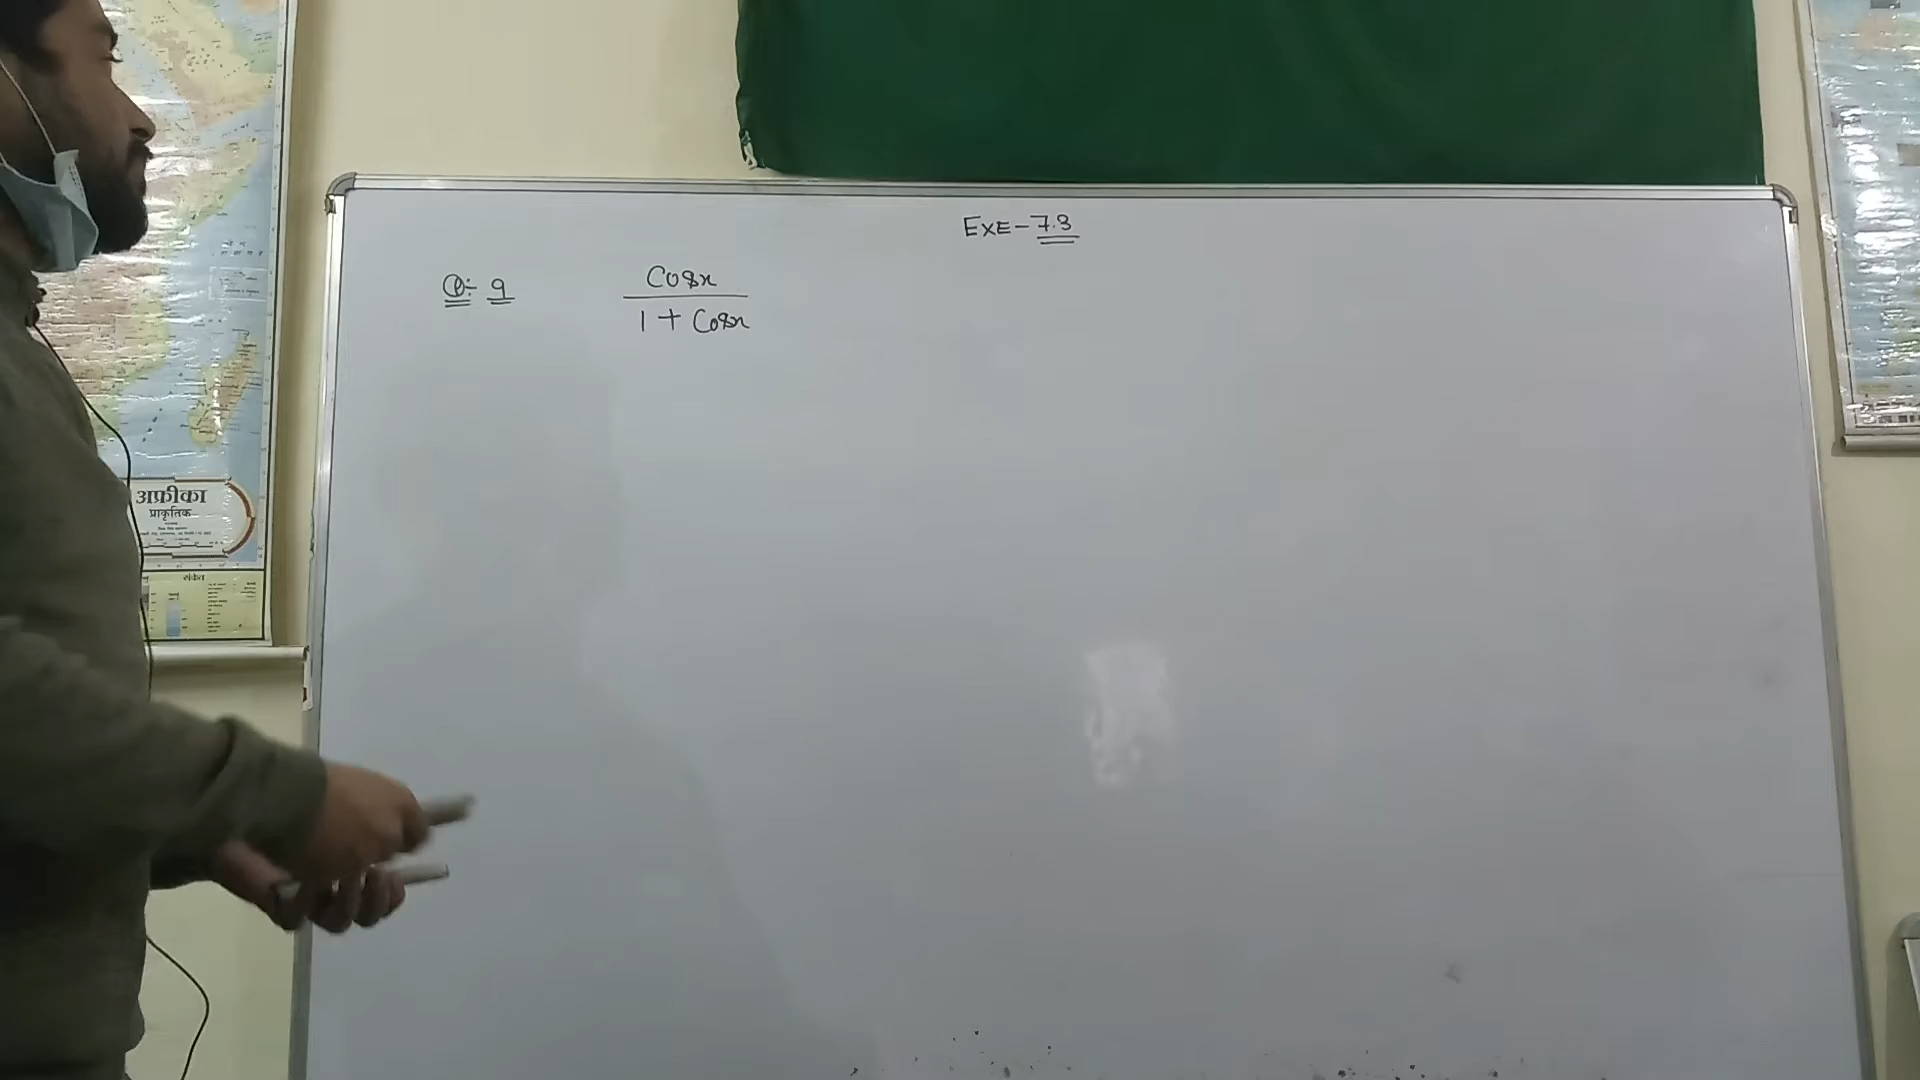 Exe - 7.3
Q:- 9
Cosx
1 + Cosx
अफ्रीका
प्राकृतिक
संकेत